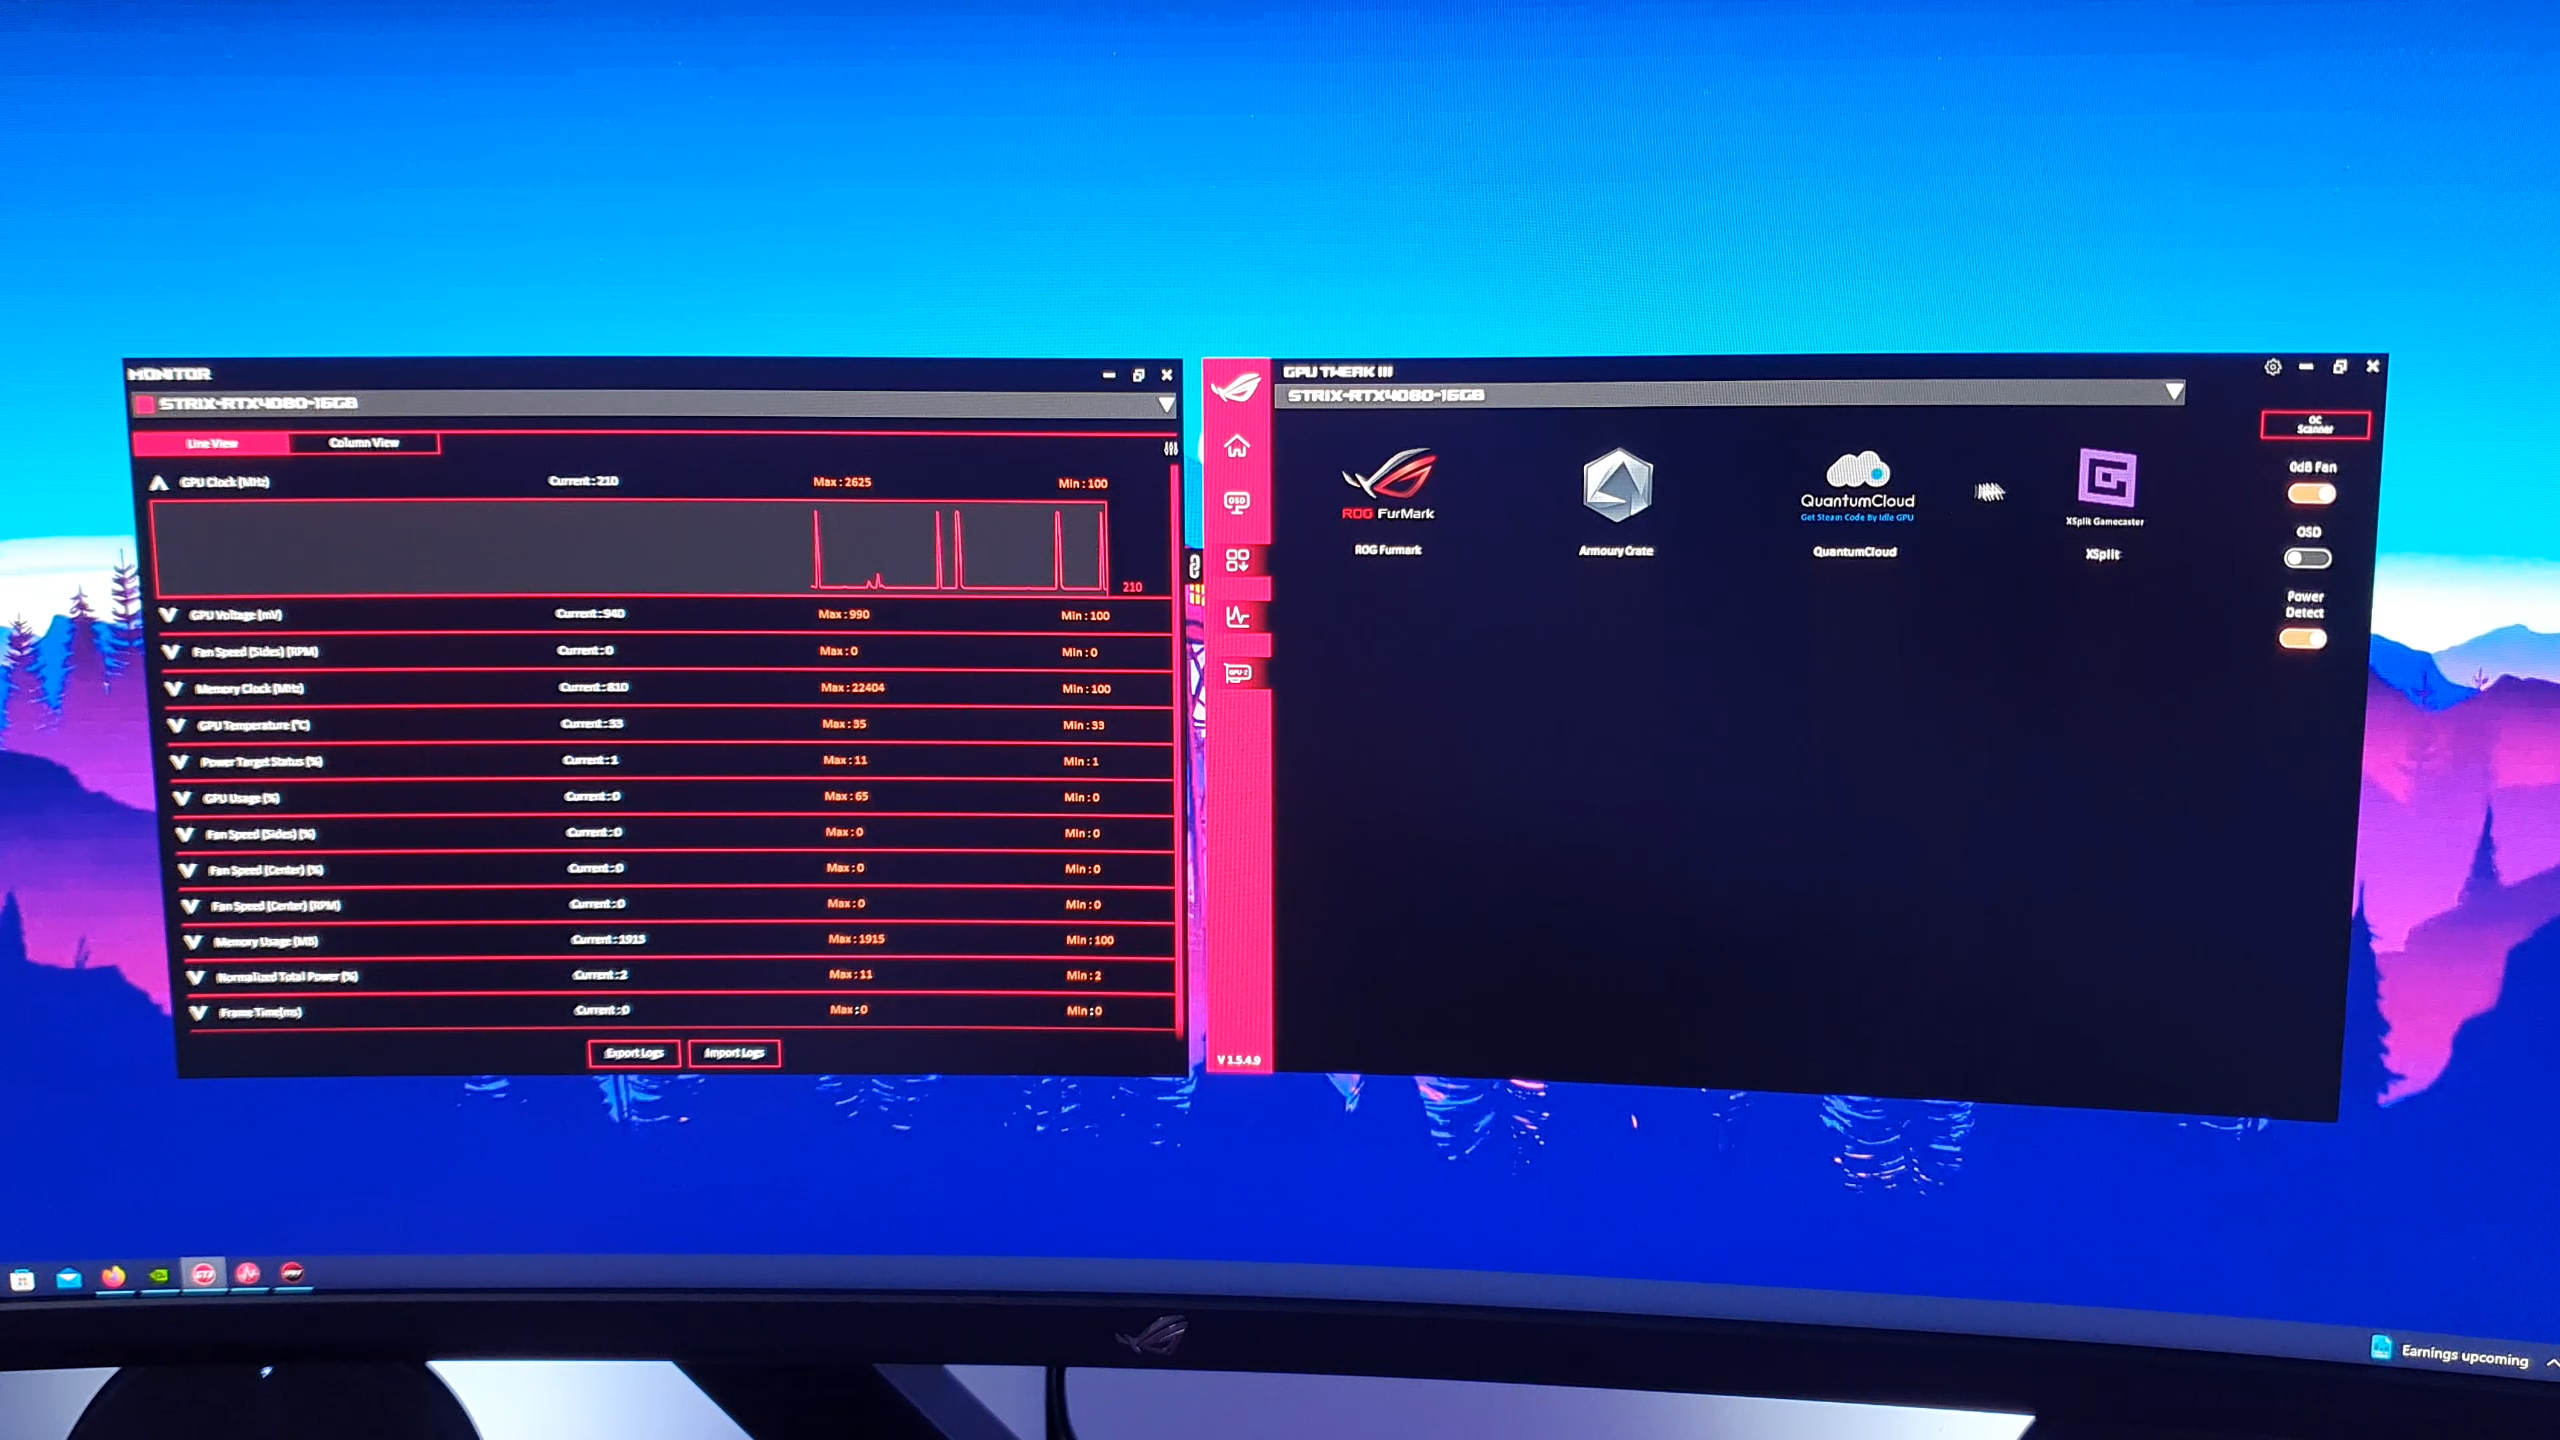 MONITOR
STRIX-RTX4080-16GB
Line View Column View
GPU Clock (MHz) Current : 210 Max : 2625 Min : 100
210
GPU Voltage (mV) Current : 940 Max : 990 Min : 100
Fan Speed (Sides) (RPM) Current : 0 Max : 0 Min : 0
Memory Clock (MHz) Current : 810 Max : 22404 Min : 100
GPU Temperature (°C) Current : 33 Max : 35 Min : 33
Power Target Status (%) Current : 1 Max : 11 Min : 1
GPU Usage (%) Current : 0 Max : 65 Min : 0
Fan Speed (Sides) (%) Current : 0 Max : 0 Min : 0
Fan Speed (Center) (%) Current : 0 Max : 0 Min : 0
Fan Speed (Center) (RPM) Current : 0 Max : 0 Min : 0
Memory Usage (MB) Current : 1915 Max : 1915 Min : 100
Normalized Total Power (%) Current : 2 Max : 11 Min : 2
Frame Time(ms) Current : 0 Max : 0 Min : 0
Export Logs Import Logs
GPU TWEAK III
STRIX-RTX4080-16GB
OSD
GPU-Z
V 1.5.4.9
ROG FurMark
ROG Furmark
Armoury Crate
QuantumCloud
Get Steam Code By Idle GPU
QuantumCloud
XSplit Gamecaster
XSplit
OC
Scanner
0dB Fan
OSD
Power
Detect
GT3
Earnings upcoming